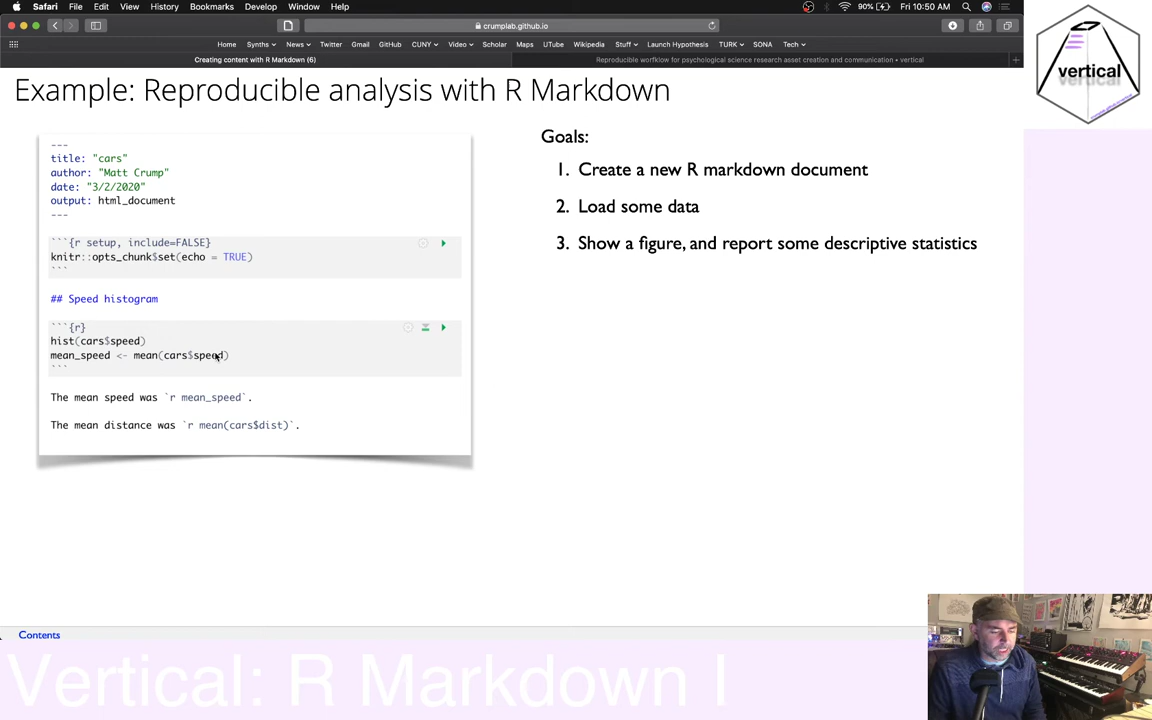 Safari File Edit View History Bookmarks Develop Window Help
90% Fri 10:50 AM
crumplab.github.io
Home Synths News Twitter Gmail GitHub CUNY Video Scholar Maps UTube Wikipedia Stuff Launch Hypothesis TURK SONA Tech
Creating content with R Markdown (6)
Reproducible worfkiow for psychological science research asset creation and communication • vertical
vertical
Example: Reproducible analysis with R Markdown
---
title: "cars"
author: "Matt Crump"
date: "3/2/2020"
output: html_document
---
```{r setup, include=FALSE}
knitr::opts_chunk$set(echo = TRUE)
```
## Speed histogram
```{r}
hist(cars$speed)
mean_speed <- mean(cars$speed)
```
The mean speed was `r mean_speed`.
The mean distance was `r mean(cars$dist)`.
Goals:
1. Create a new R markdown document
2. Load some data
3. Show a figure, and report some descriptive statistics
Contents
Vertical: R Markdown I